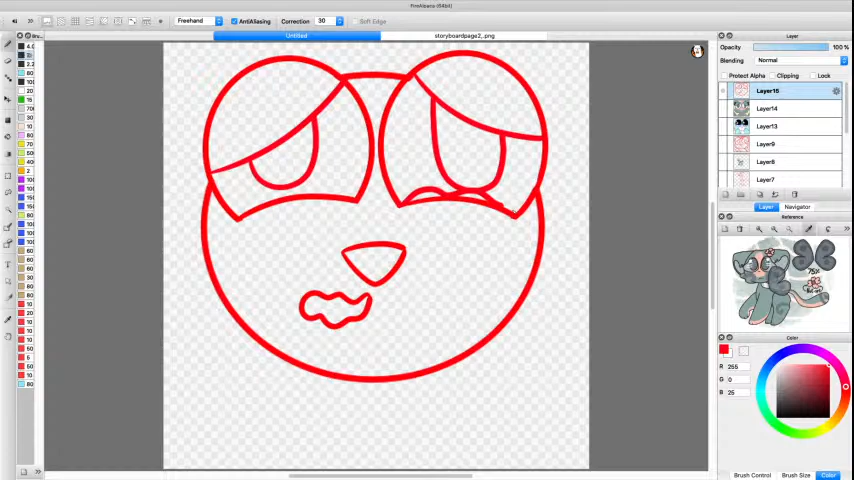 FireAlpaca (64bit)
Freehand AntiAliasing Correction 30 Soft Edge
Untitled storyboardpage2_.png
Layer
Opacity 100 %
Blending Normal
Protect Alpha Clipping Lock
Layer15
Layer14
Layer13
Layer9
Layer8
Layer7
Layer Navigator
Reference
75%
Color
R 255
G 0
B 25
Brush Control Brush Size Color